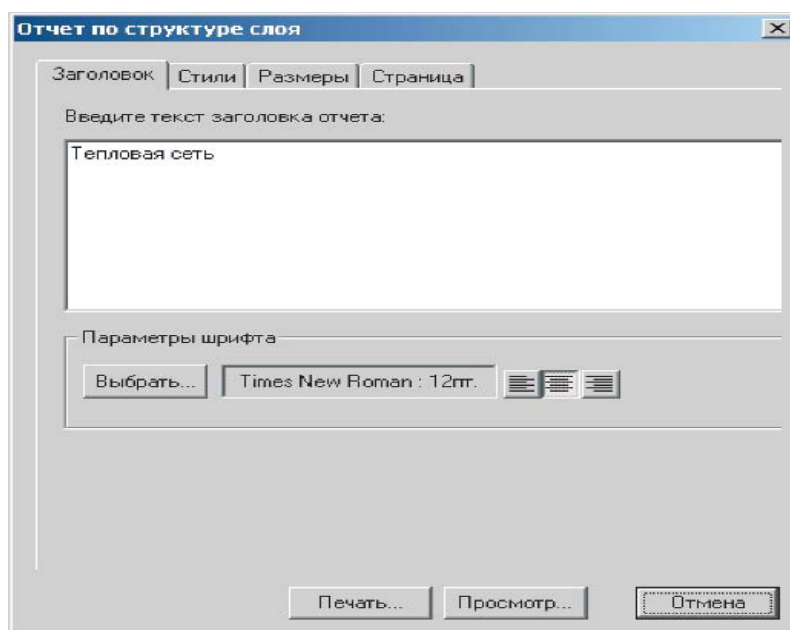 Отчет по структуре слоя
Заголовок Стили Размеры Страница
Введите текст заголовка отчета:
Тепловая сеть
Параметры шрифта
Выбрать... Times New Roman : 12пт.
Печать... Просмотр... Отмена